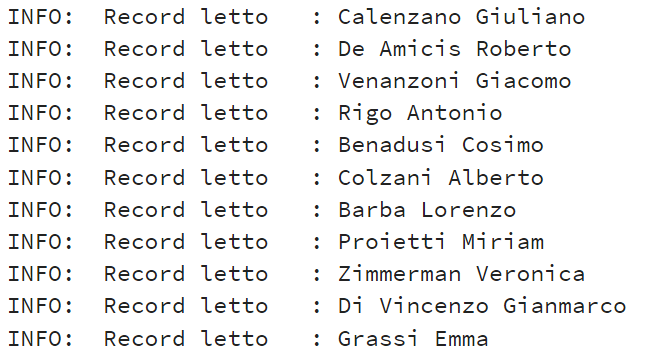 INFO:  Record letto   : Calenzano Giuliano
INFO:  Record letto   : De Amicis Roberto
INFO:  Record letto   : Venanzoni Giacomo
INFO:  Record letto   : Rigo Antonio
INFO:  Record letto   : Benadusi Cosimo
INFO:  Record letto   : Colzani Alberto
INFO:  Record letto   : Barba Lorenzo
INFO:  Record letto   : Proietti Miriam
INFO:  Record letto   : Zimmerman Veronica
INFO:  Record letto   : Di Vincenzo Gianmarco
INFO:  Record letto   : Grassi Emma